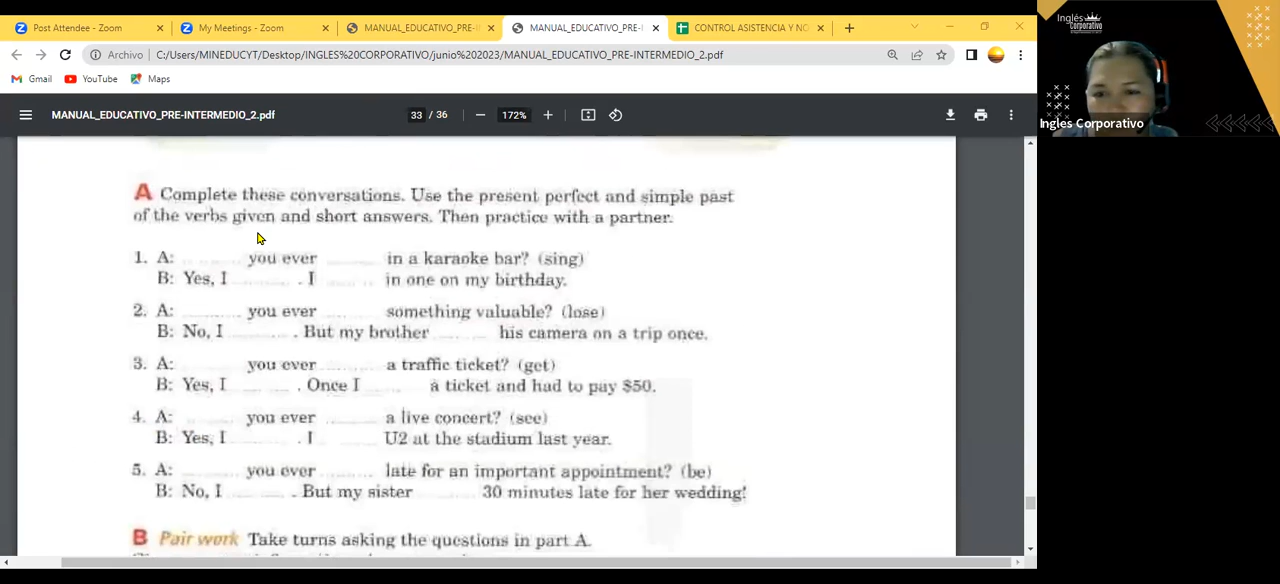 Post Attendee - Zoom
My Meetings - Zoom
MANUAL_EDUCATIVO_PRE-
MANUAL_EDUCATIVO_PRE-
CONTROL ASISTENCIA Y NO
Archivo C:/Users/MINEDUCYT/Desktop/INGLES%20CORPORATIVO/junio%202023/MANUAL_EDUCATIVO_PRE-INTERMEDIO_2.pdf
Gmail YouTube Maps
MANUAL_EDUCATIVO_PRE-INTERMEDIO_2.pdf 33 / 36 172%
A Complete these conversations. Use the present perfect and simple past
of the verbs given and short answers. Then practice with a partner.
1. A: you ever in a karaoke bar? (sing)
B: Yes, I . I in one on my birthday.
2. A: you ever something valuable? (lose)
B: No, I . But my brother his camera on a trip once.
3. A: you ever a traffic ticket? (get)
B: Yes, I . Once I a ticket and had to pay $50.
4. A: you ever a live concert? (see)
B: Yes, I . I U2 at the stadium last year.
5. A: you ever late for an important appointment? (be)
B: No, I . But my sister 30 minutes late for her wedding!
B Pair work Take turns asking the questions in part A.
Inglés
Corporativo
Ingles Corporativo